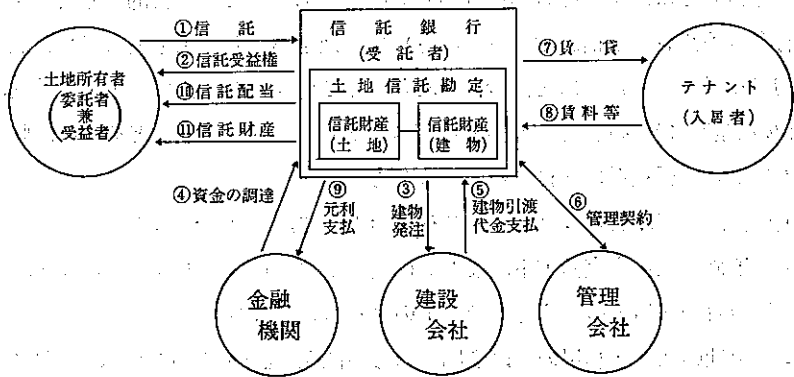 ①信託
②信託受益権
⑩信託配当
⑪信託財産
土地所有者
(委託者
兼
受益者)
信託銀行
(受託者)
土地信託勘定
信託財産
(土地)
信託財産
(建物)
⑦賃貸
⑧賃料等
テナント
(入居者)
④資金の調達
⑨
元利
支払
③
建物
発注
⑤
建物引渡
代金支払
⑥
管理契約
金融
機関
建設
会社
管理
会社